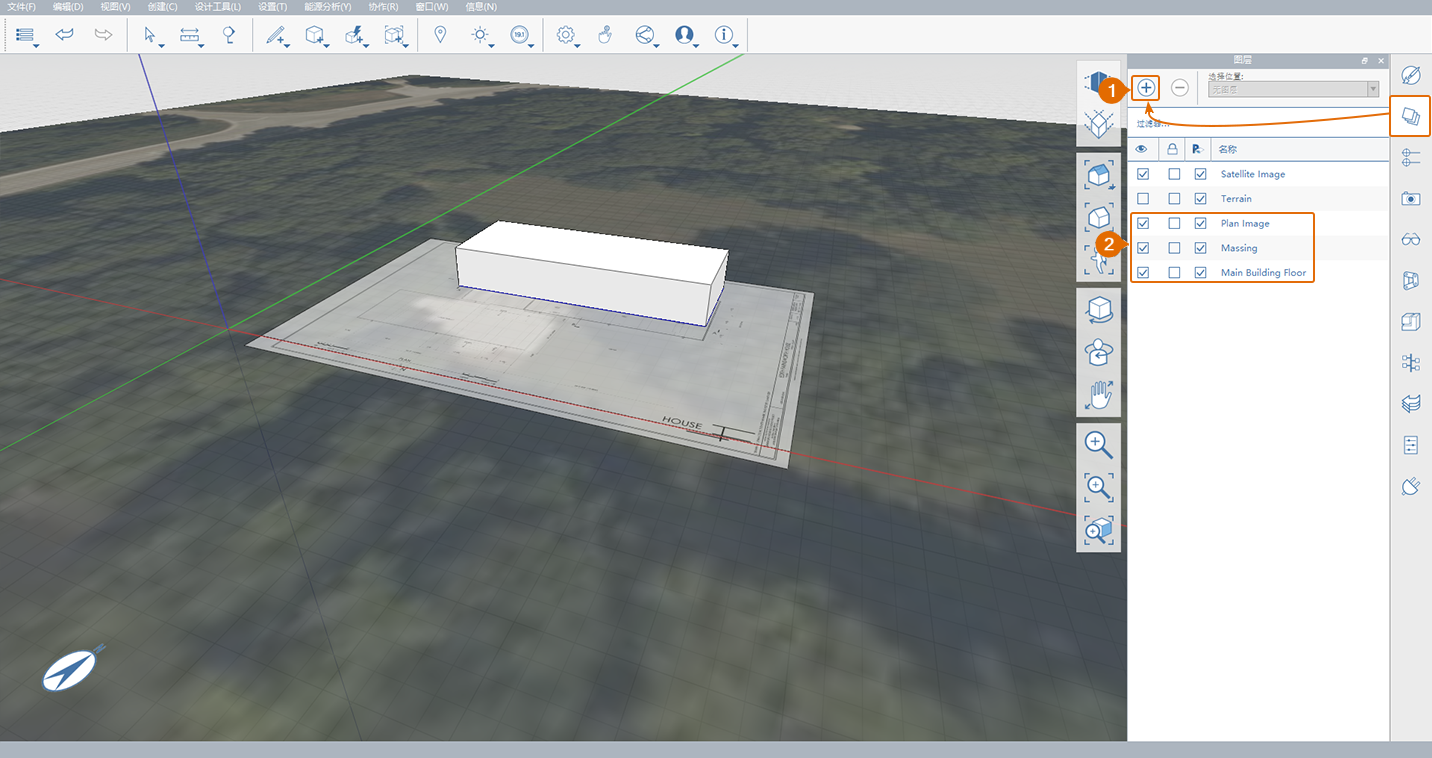 文件(F) 编辑(D) 视图(V) 创建(C) 设计工具(L) 设置(T) 能源分析(Y) 协作(R) 窗口(W) 信息(N)
19.1
图层
1
选择位置:
无图层
过滤器...
名称
Satellite Image
Terrain
Plan Image
2
Massing
Main Building Floor
HOUSE